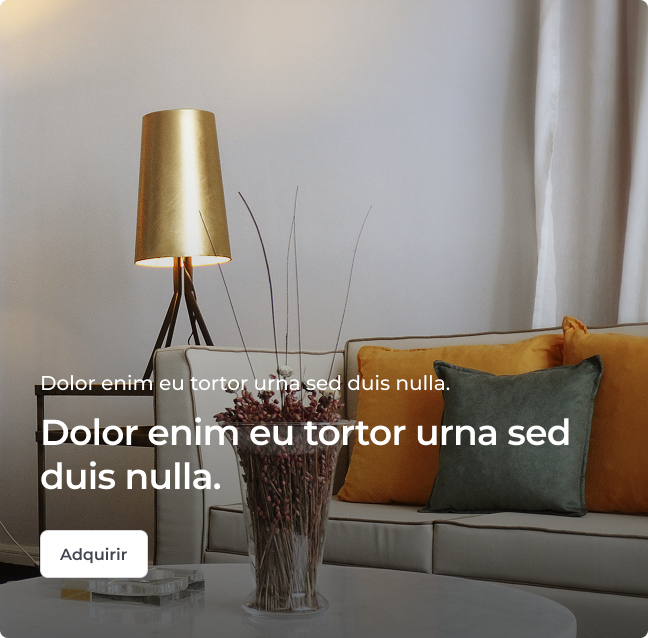 Dolor enim eu tortor urna sed duis nulla.
Dolor enim eu tortor urna sed
duis nulla.
Adquirir